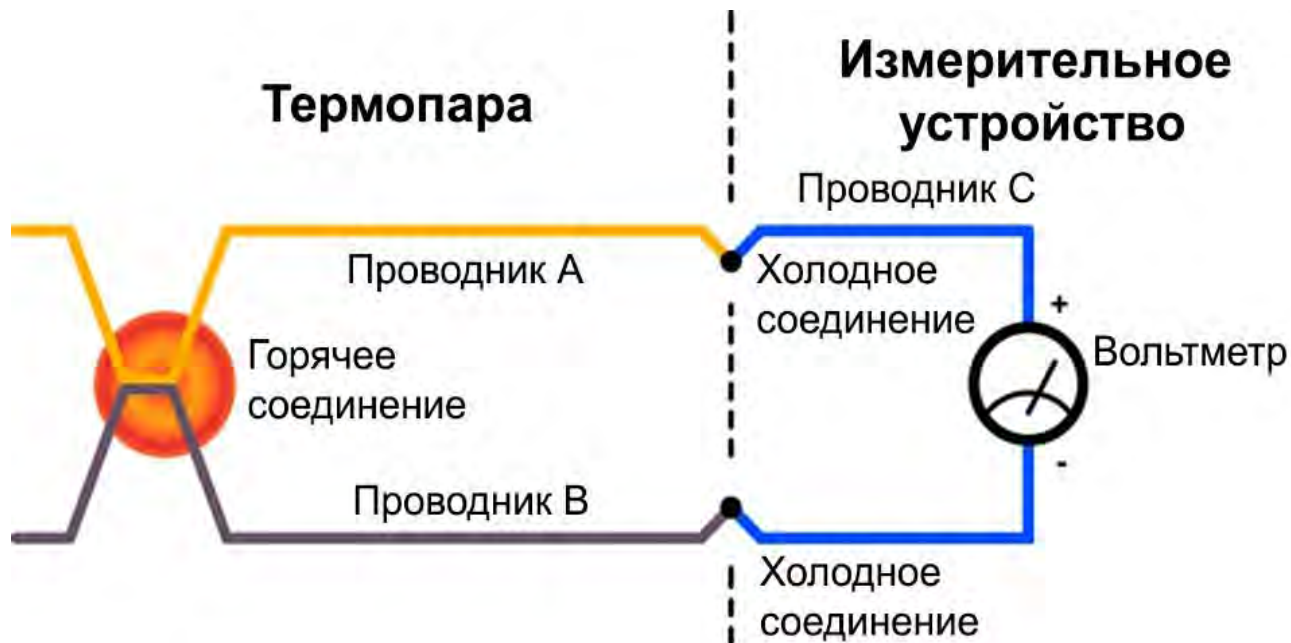 Термопара
Измерительное
устройство
Проводник C
Проводник A
Холодное
соединение
+
Горячее
соединение
Вольтметр
-
Проводник B
Холодное
соединение